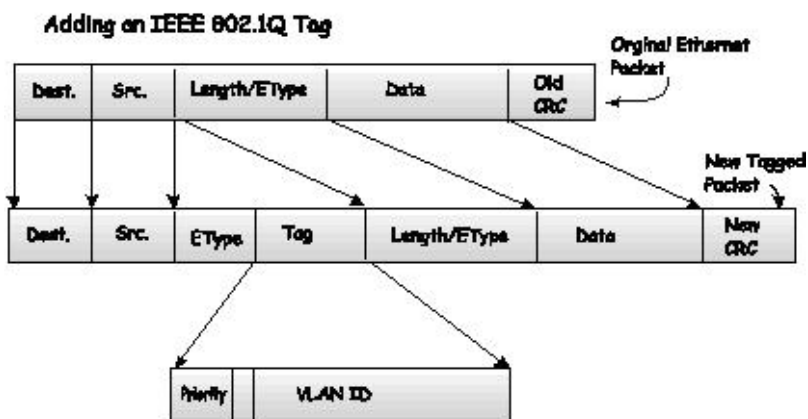 Adding an IEEE 802.1Q Tag
Orginal Ethernet
Packet
Dest. Src. Length/EType Data Old
CRC
New Tagged
Packet
Dest. Src. EType Tag Length/EType Data New
CRC
Priority VLAN ID